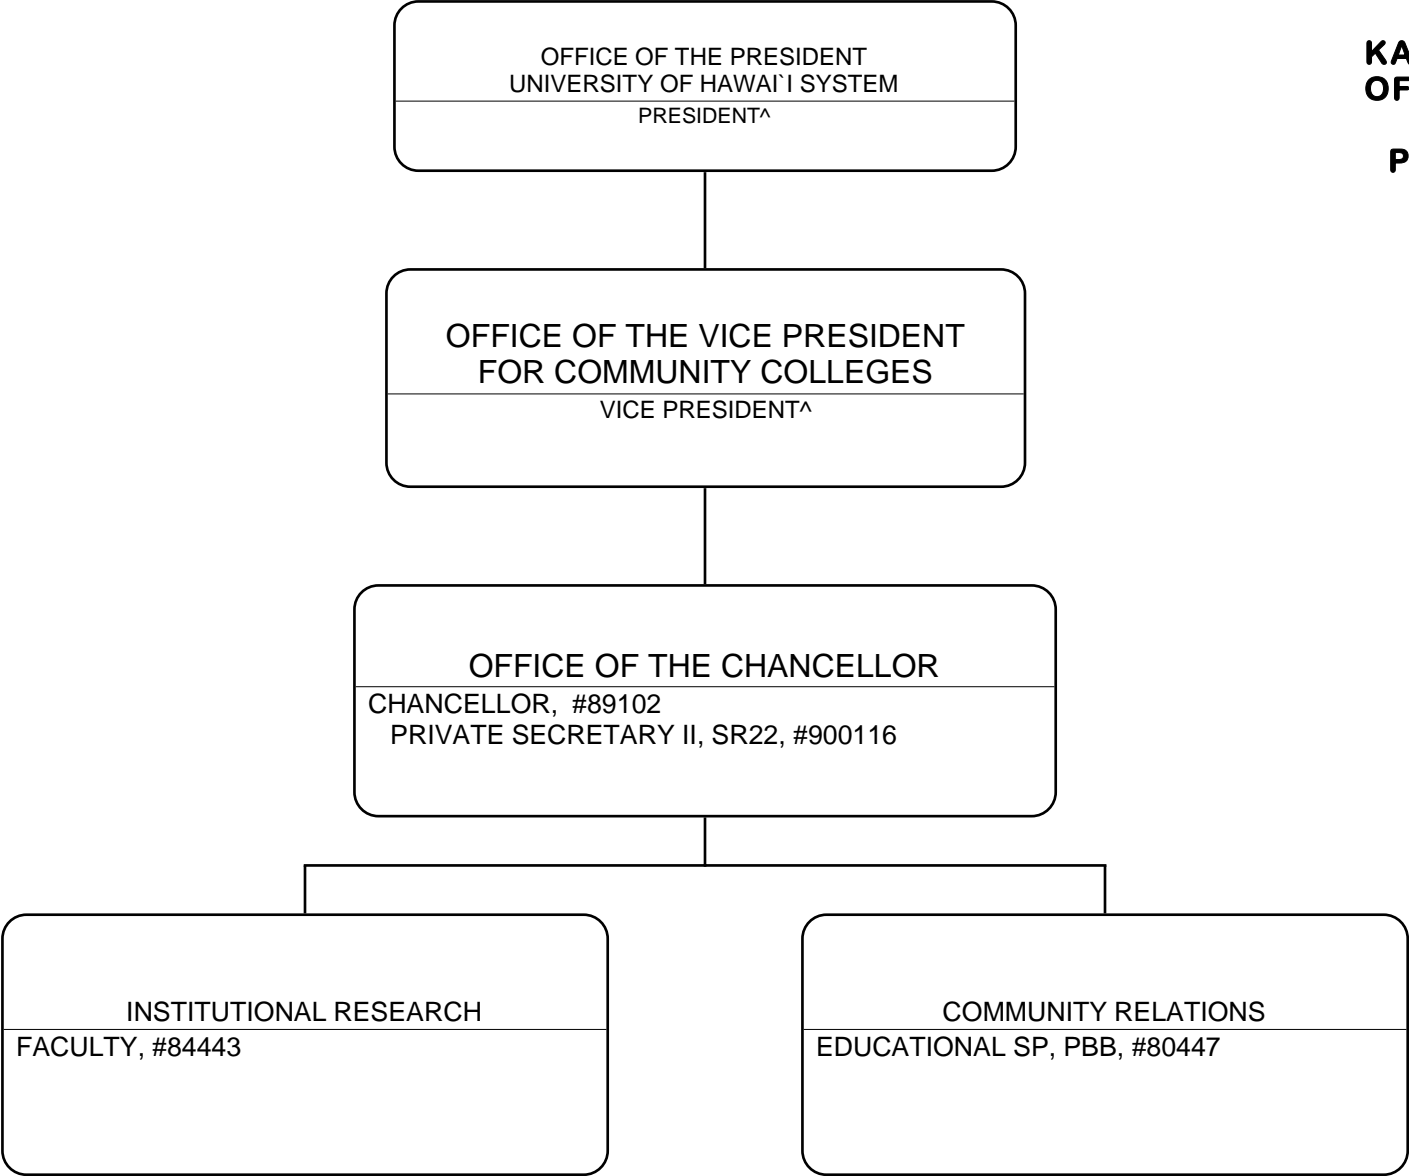 OFFICE OF THE PRESIDENT
UNIVERSITY OF HAWAI`I SYSTEM
PRESIDENT^
KA
OF
P
OFFICE OF THE VICE PRESIDENT
FOR COMMUNITY COLLEGES
VICE PRESIDENT^
OFFICE OF THE CHANCELLOR
CHANCELLOR, #89102
PRIVATE SECRETARY II, SR22, #900116
INSTITUTIONAL RESEARCH
FACULTY, #84443
COMMUNITY RELATIONS
EDUCATIONAL SP, PBB, #80447